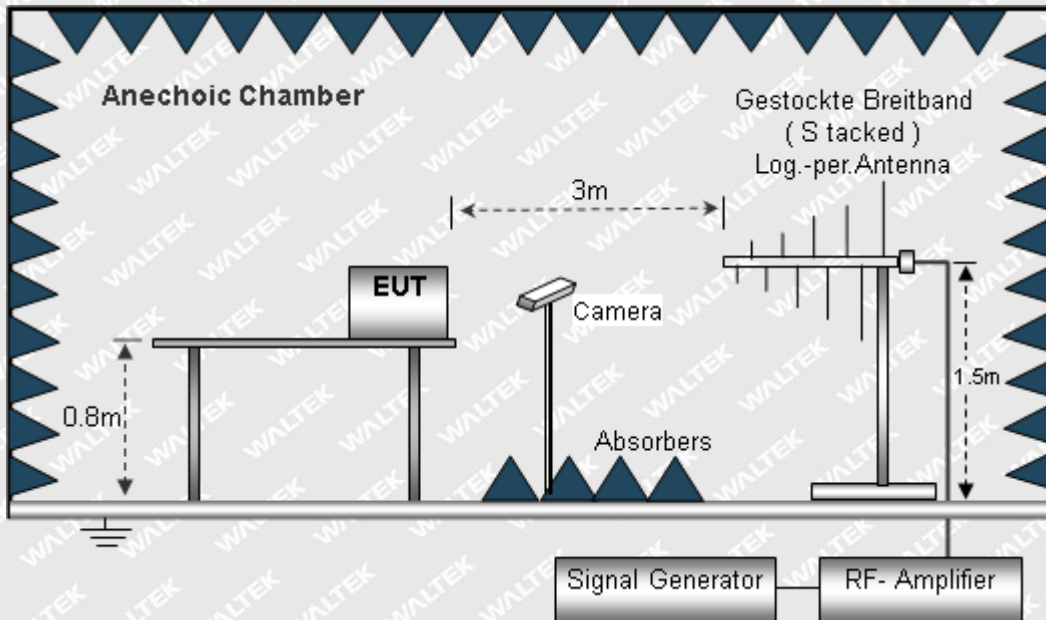 Anechoic Chamber
Gestockte Breitband
( S tacked )
Log.-per.Antenna
3m
EUT
Camera
1.5m
0.8m
Absorbers
Signal Generator
RF- Amplifier
WALTEK